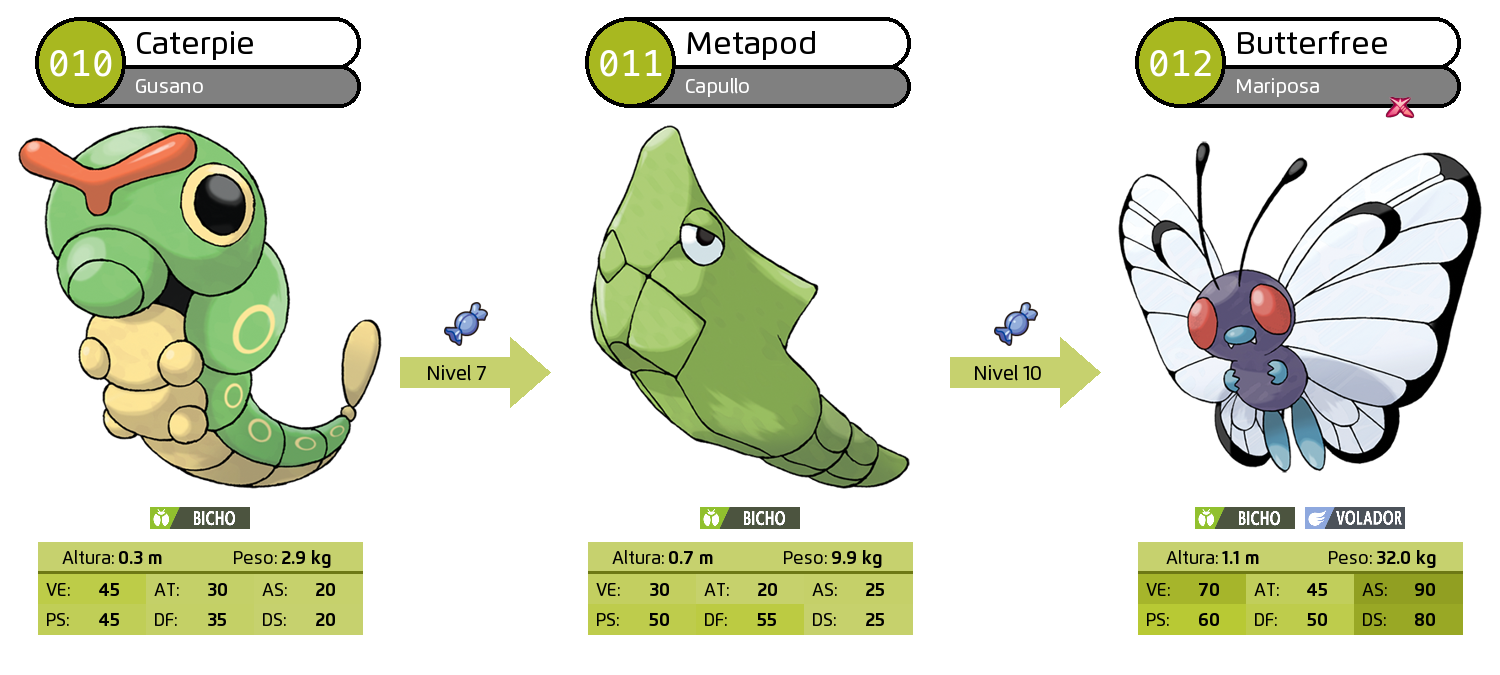 010
Caterpie
Gusano
BICHO
Altura: 0.3 m Peso: 2.9 kg
VE: 45 AT: 30 AS: 20
PS: 45 DF: 35 DS: 20
Nivel 7
011
Metapod
Capullo
BICHO
Altura: 0.7 m Peso: 9.9 kg
VE: 30 AT: 20 AS: 25
PS: 50 DF: 55 DS: 25
Nivel 10
012
Butterfree
Mariposa
BICHO VOLADOR
Altura: 1.1 m Peso: 32.0 kg
VE: 70 AT: 45 AS: 90
PS: 60 DF: 50 DS: 80